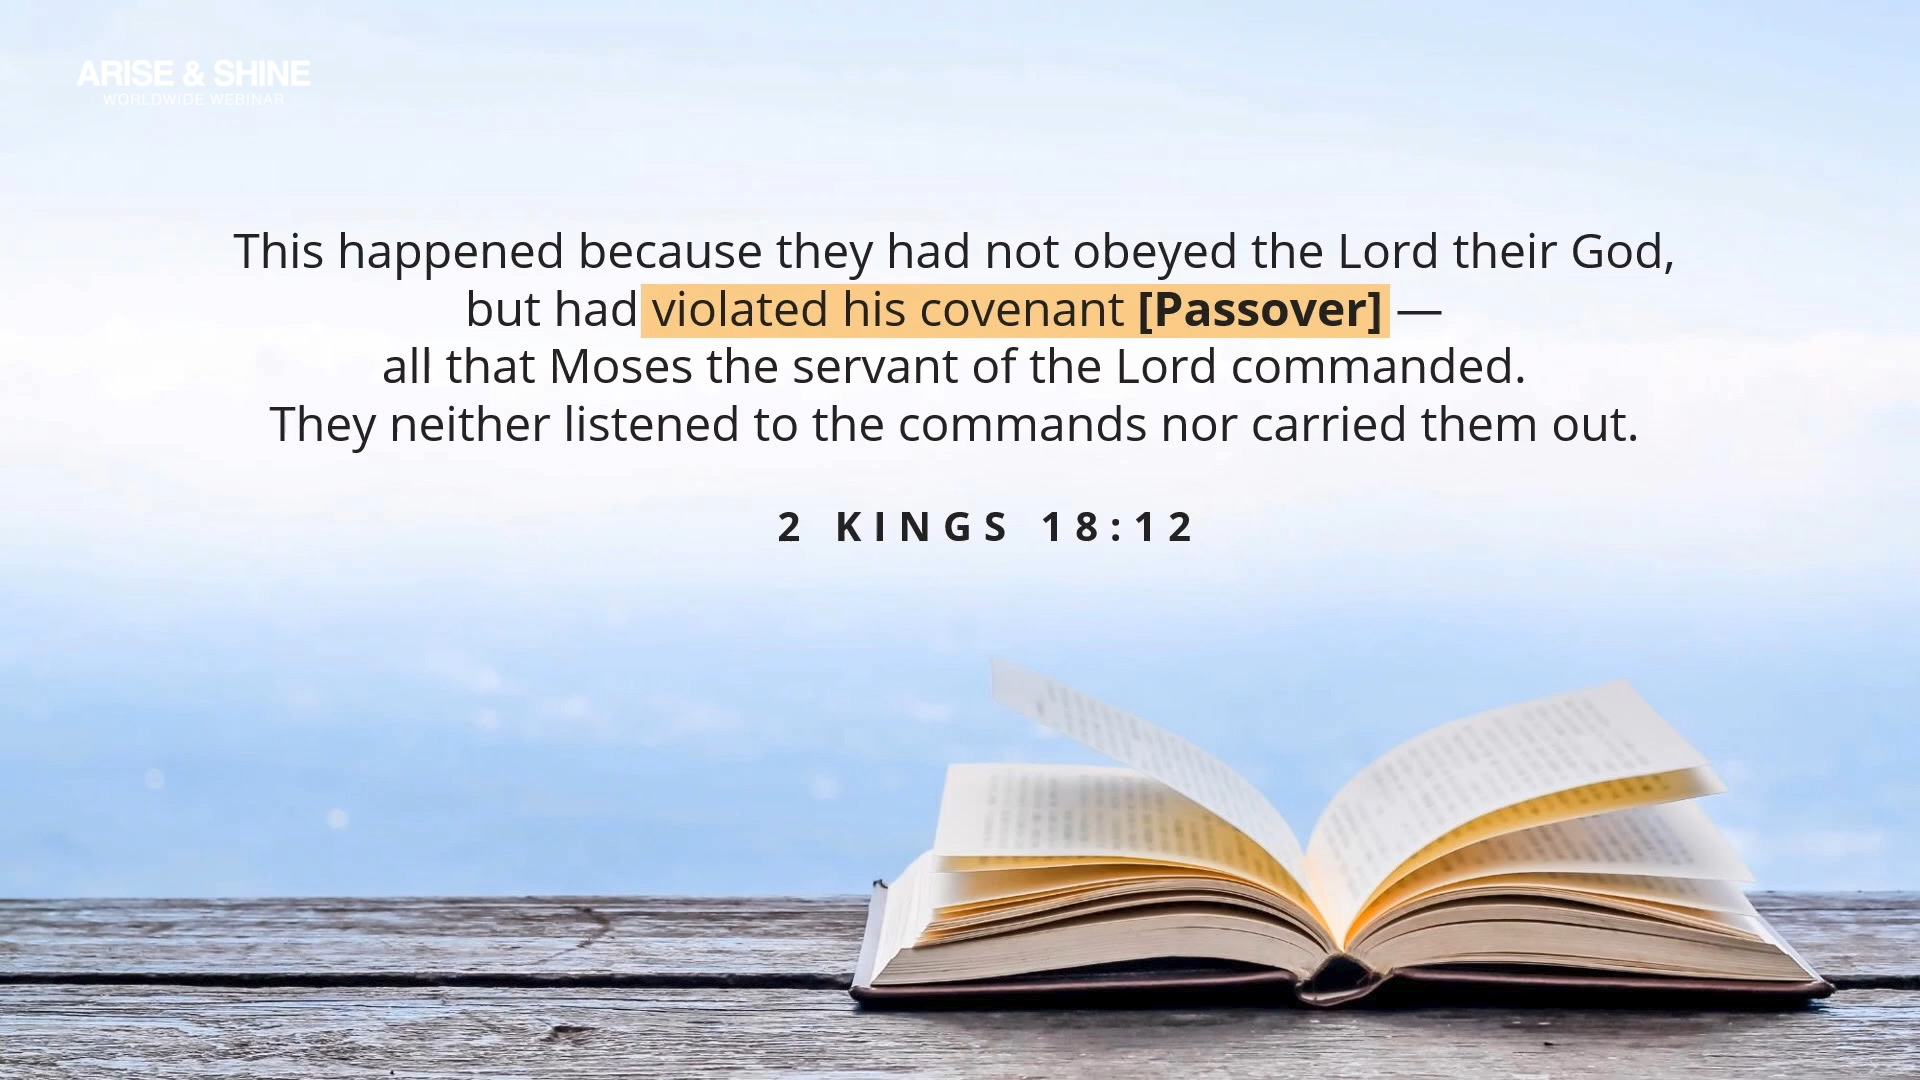 ARISE & SHINE
WORLDWIDE WEBINAR
This happened because they had not obeyed the Lord their God,
but had violated his covenant [Passover] —
all that Moses the servant of the Lord commanded.
They neither listened to the commands nor carried them out.
2 KINGS 18:12